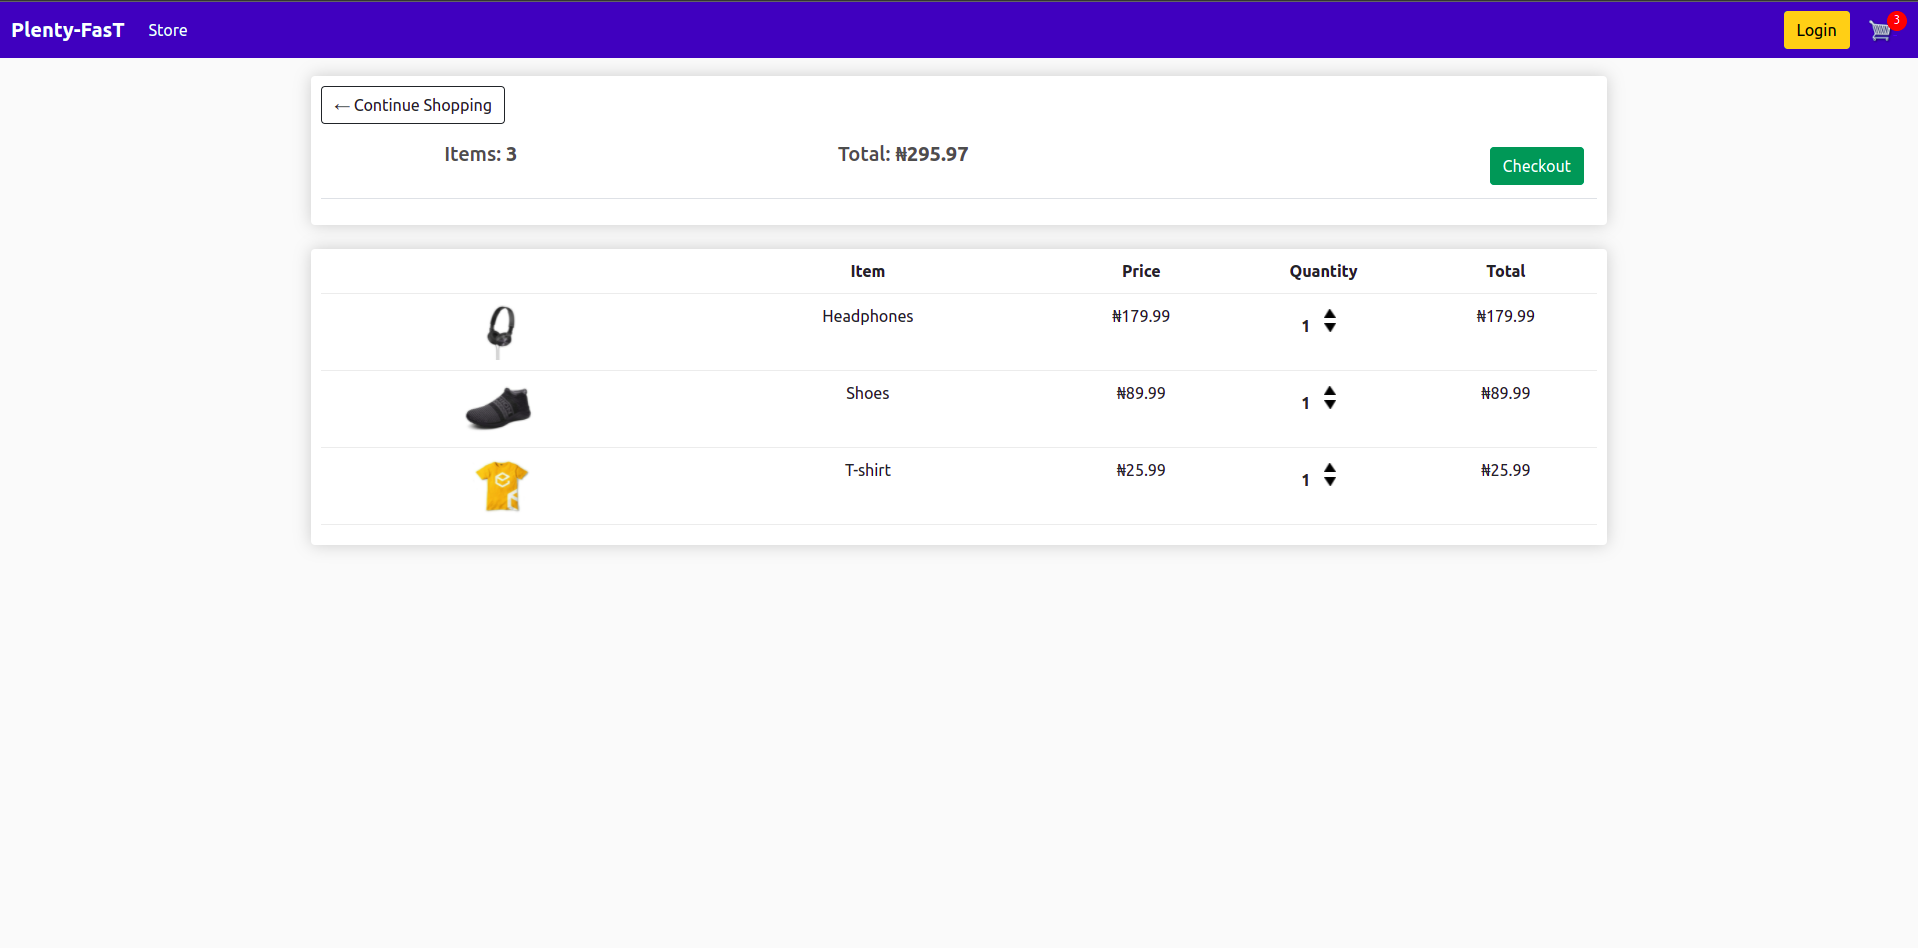 Plenty-FasT Store Login 3
← Continue Shopping
Items: 3 Total: ₦295.97
Checkout
Item Price Quantity Total
Headphones ₦179.99 1 ₦179.99
Shoes ₦89.99 1 ₦89.99
T-shirt ₦25.99 1 ₦25.99